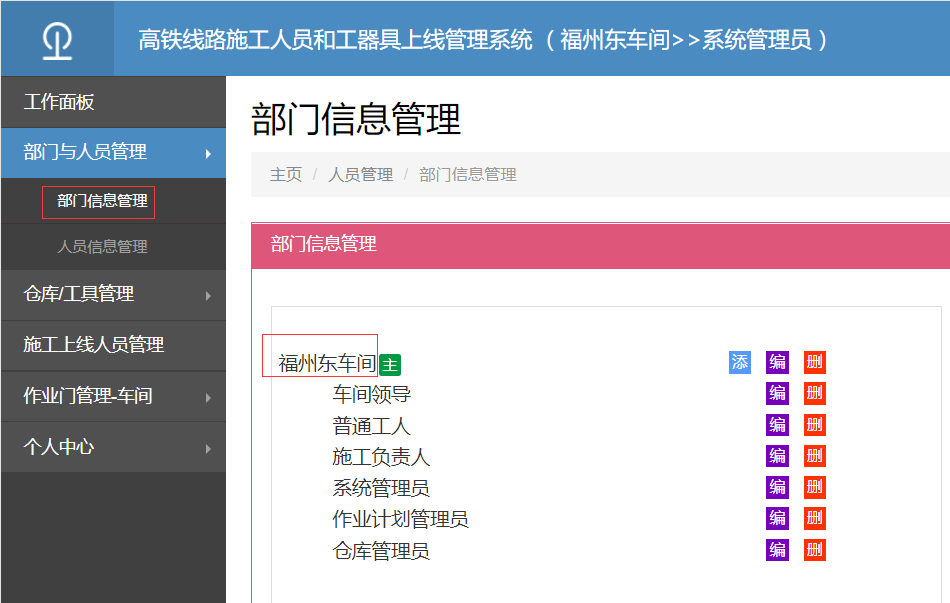 高铁线路施工人员和工器具上线管理系统 （ 福州东车间>>系统管理员 ）
工作面板
部门与人员管理
部门信息管理
人员信息管理
仓库/工具管理
施工上线人员管理
作业门管理-车间
个人中心
部门信息管理
主页 / 人员管理 / 部门信息管理
部门信息管理
福州东车间 主 添 编 删
车间领导 编 删
普通工人 编 删
施工负责人 编 删
系统管理员 编 删
作业计划管理员 编 删
仓库管理员 编 删